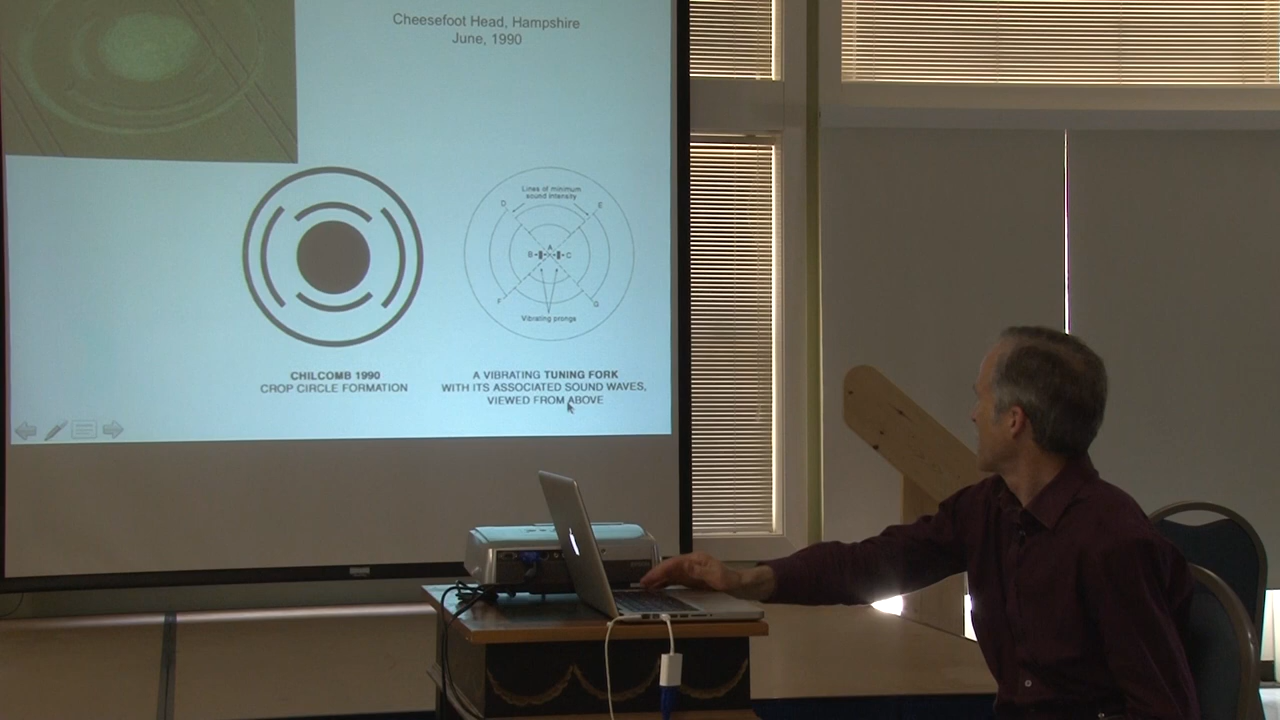 Cheesefoot Head, Hampshire
June, 1990
Lines of minimum
sound intensity
D
E
A
B
C
F
G
Vibrating prongs
CHILCOMB 1990
CROP CIRCLE FORMATION
A VIBRATING TUNING FORK
WITH ITS ASSOCIATED SOUND WAVES,
VIEWED FROM ABOVE